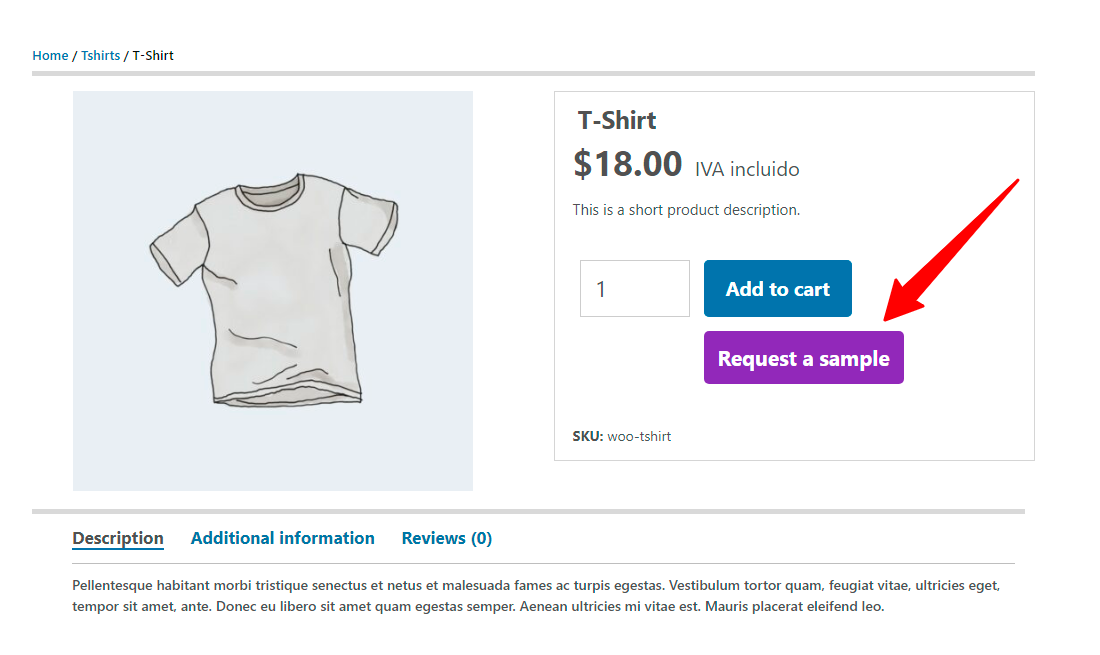 Home / Tshirts / T-Shirt
T-Shirt
$18.00 IVA incluido
This is a short product description.
1 Add to cart
Request a sample
SKU: woo-tshirt
Description Additional information Reviews (0)
Pellentesque habitant morbi tristique senectus et netus et malesuada fames ac turpis egestas. Vestibulum tortor quam, feugiat vitae, ultricies eget,
tempor sit amet, ante. Donec eu libero sit amet quam egestas semper. Aenean ultricies mi vitae est. Mauris placerat eleifend leo.